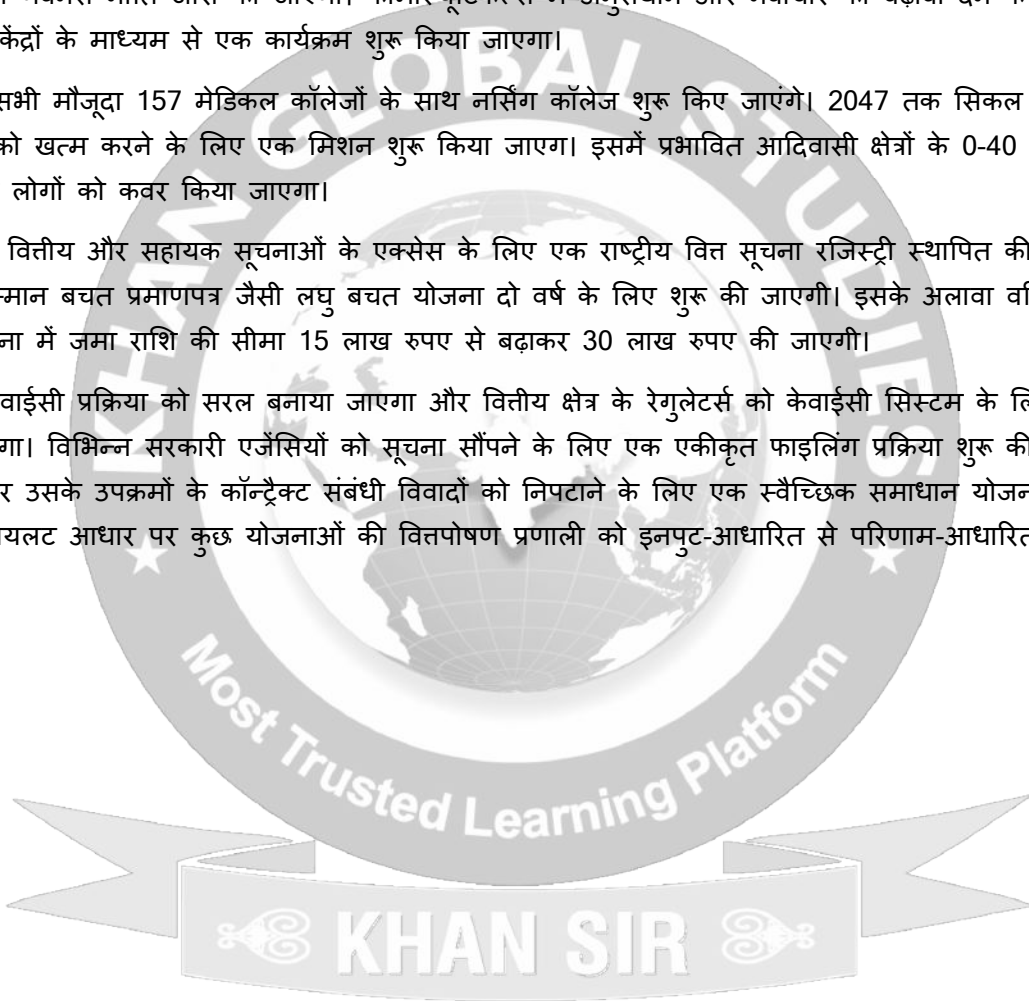 केंद्रों के माध्यम से एक कार्यक्रम शुरू किया जाएगा।
सभी मौजूदा 157 मेडिकल कॉलेजों के साथ नर्सिंग कॉलेज शुरू किए जाएंगे। 2047 तक सिकल
को खत्म करने के लिए एक मिशन शुरू किया जाएग। इसमें प्रभावित आदिवासी क्षेत्रों के 0-40
लोगों को कवर किया जाएगा।
वित्तीय और सहायक सूचनाओं के एक्सेस के लिए एक राष्ट्रीय वित्त सूचना रजिस्ट्री स्थापित की
बचत प्रमाणपत्र जैसी लघु बचत योजना दो वर्ष के लिए शुरू की जाएगी। इसके अलावा
में जमा राशि की सीमा 15 लाख रुपए से बढ़ाकर 30 लाख रुपए की जाएगी।
प्रक्रिया को सरल बनाया जाएगा और वित्तीय क्षेत्र के रेगुलेटर्स को केवाईसी सिस्टम के
विभिन्न सरकारी एजेंसियों को सूचना सौंपने के लिए एक एकीकृत फाइलिंग प्रक्रिया शुरू की
उसके उपक्रमों के कॉन्ट्रैक्ट संबंधी विवादों को निपटाने के लिए एक स्वैच्छिक समाधान
आधार पर कुछ योजनाओं की वित्तपोषण प्रणाली को इनपुट-आधारित से परिणाम-आधारित
KHAN GLOBAL STUDIES
Most Trusted Learning Platform
KHAN SIR